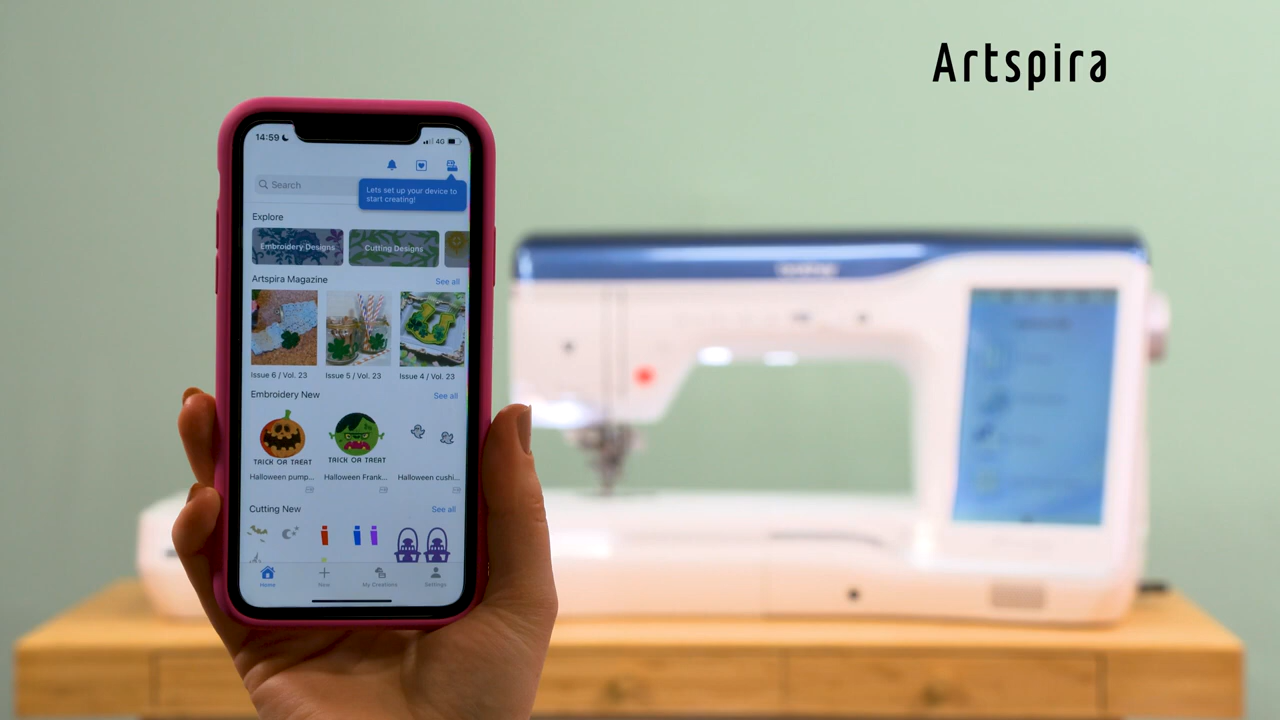 Artspira
14:59
4G
Search
Lets set up your device to
start creating!
Explore
Embroidery Designs
Cutting Designs
Artspira Magazine
See all
Issue 6 / Vol. 23
Issue 5 / Vol. 23
Issue 4 / Vol. 23
Embroidery New
See all
TRICK OR TREAT
TRICK OR TREAT
Halloween pump...
Halloween Frank...
Halloween cushi...
Cutting New
See all
Home
New
My Creations
Settings